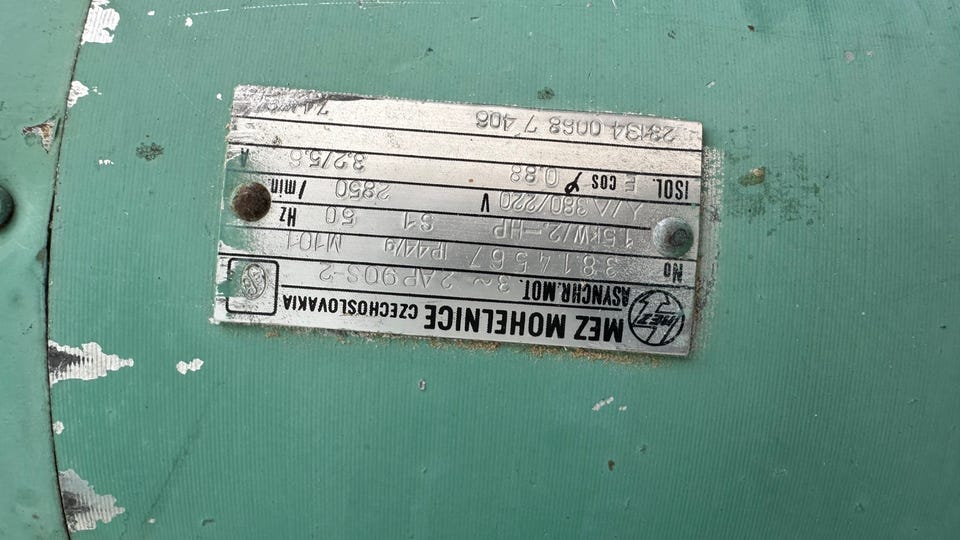 MEZ
MEZ MOHELNICE CZECHOSLOVAKIA
ASYNCHR. MOT. 3~ 2AP90S-2
No 3814567 IP44/9 M101
1.5kW/2,-HP S1 50 Hz
Y/△ 380/220 V 2850 /min
ISOL. E cos φ 0.88 3.2/5.6 A
23134 0068 7 406